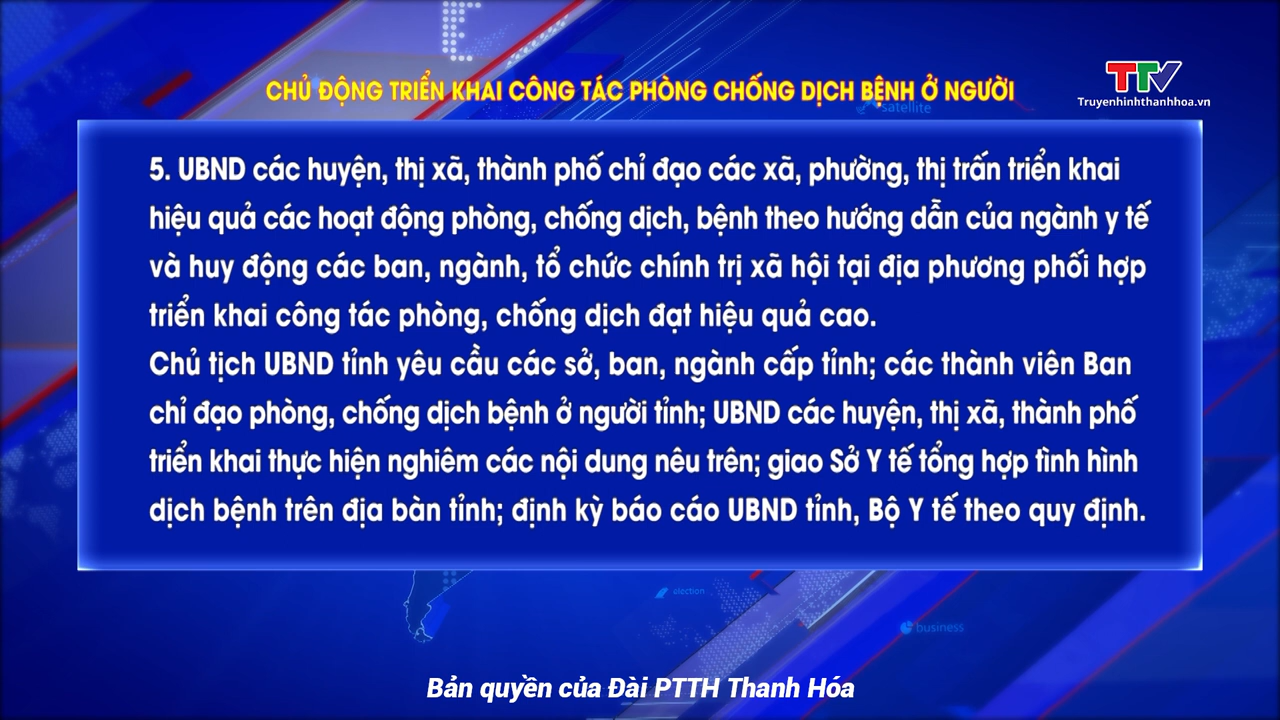 CHỦ ĐỘNG TRIỂN KHAI CÔNG TÁC PHÒNG CHỐNG DỊCH BỆNH Ở NGƯỜI
TTV
Truyenhinhthanhhoa.vn
satellite
5. UBND các huyện, thị xã, thành phố chỉ đạo các xã, phường, thị trấn triển khai
hiệu quả các hoạt động phòng, chống dịch, bệnh theo hướng dẫn của ngành y tế
và huy động các ban, ngành, tổ chức chính trị xã hội tại địa phương phối hợp
triển khai công tác phòng, chống dịch đạt hiệu quả cao.
Chủ tịch UBND tỉnh yêu cầu các sở, ban, ngành cấp tỉnh; các thành viên Ban
chỉ đạo phòng, chống dịch bệnh ở người tỉnh; UBND các huyện, thị xã, thành phố
triển khai thực hiện nghiêm các nội dung nêu trên; giao Sở Y tế tổng hợp tình hình
dịch bệnh trên địa bàn tỉnh; định kỳ báo cáo UBND tỉnh, Bộ Y tế theo quy định.
election
business
Bản quyền của Đài PTTH Thanh Hóa